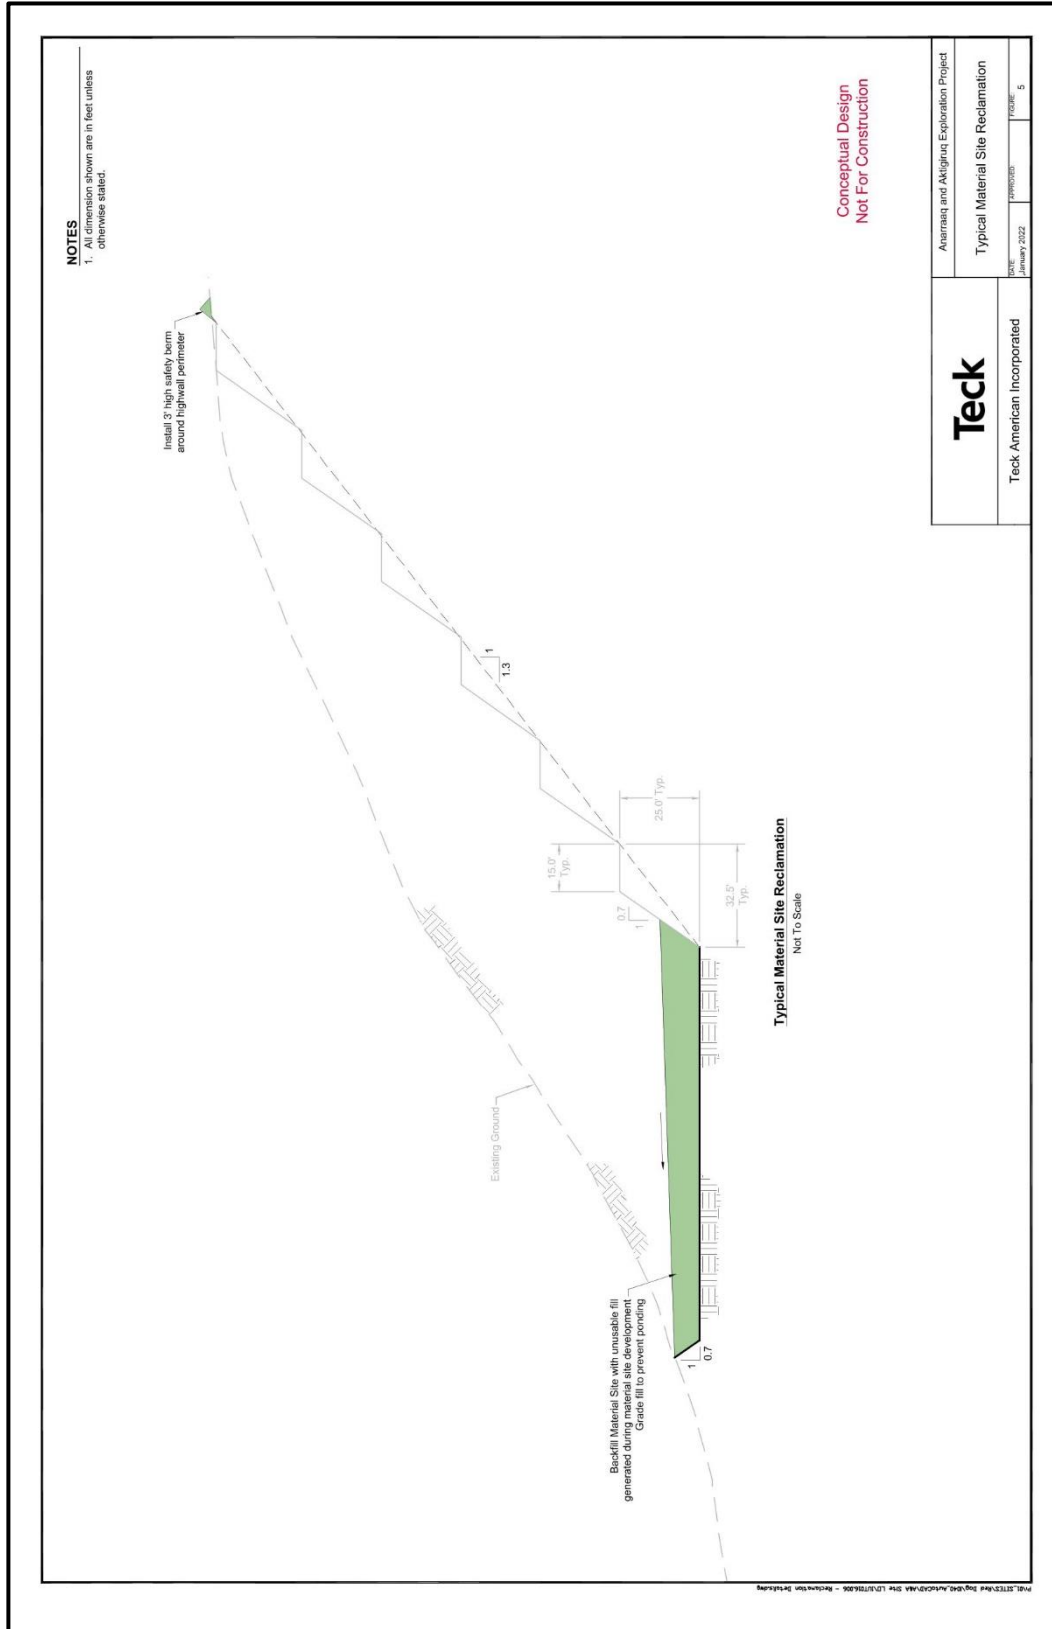 NOTES
1. All dimension shown are in feet unless
otherwise stated.
Install 3' high safety berm
around highwall perimeter
1
1.3
25.0' Typ.
15.0'
Typ.
0.7
1
32.5'
Typ.
Existing Ground
Backfill Material Site with unusable fill
generated during material site development
Grade fill to prevent ponding
1
0.7
Typical Material Site Reclamation
Not To Scale
Conceptual Design
Not For Construction
Teck
Teck American Incorporated
Anarraaq and Aktigiruq Exploration Project
Typical Material Site Reclamation
DATE:
January 2022
APPROVED:
FIGURE:
5